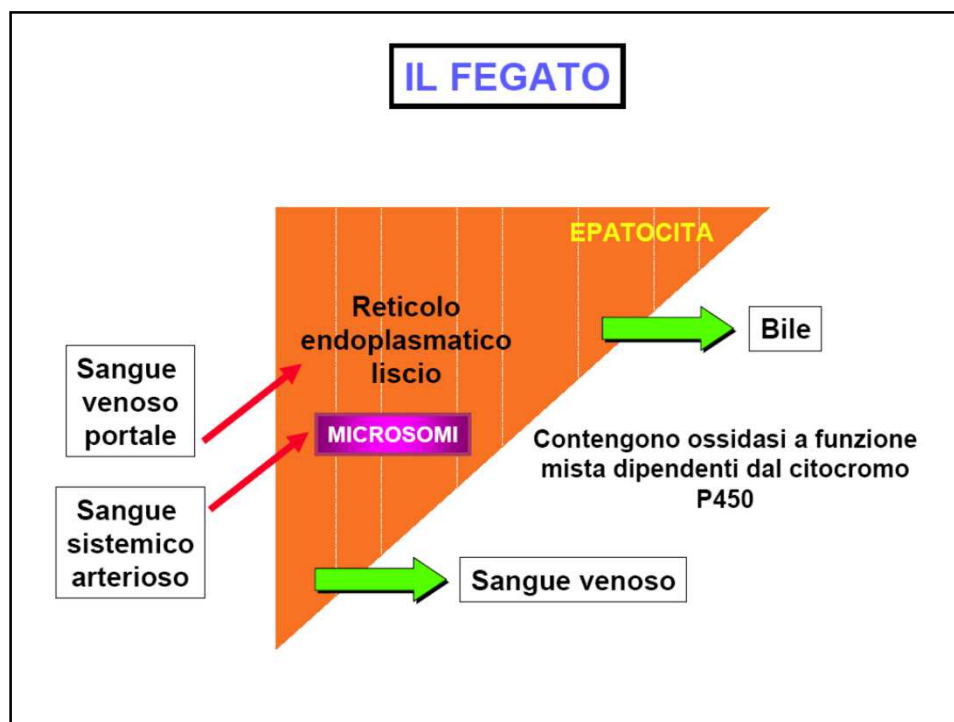 IL FEGATO
EPATOCITA
Reticolo
endoplasmatico
liscio
Bile
Sangue
venoso
portale
MICROSOMI
Contengono ossidasi a funzione
mista dipendenti dal citocromo
P450
Sangue
sistemico
arterioso
Sangue venoso